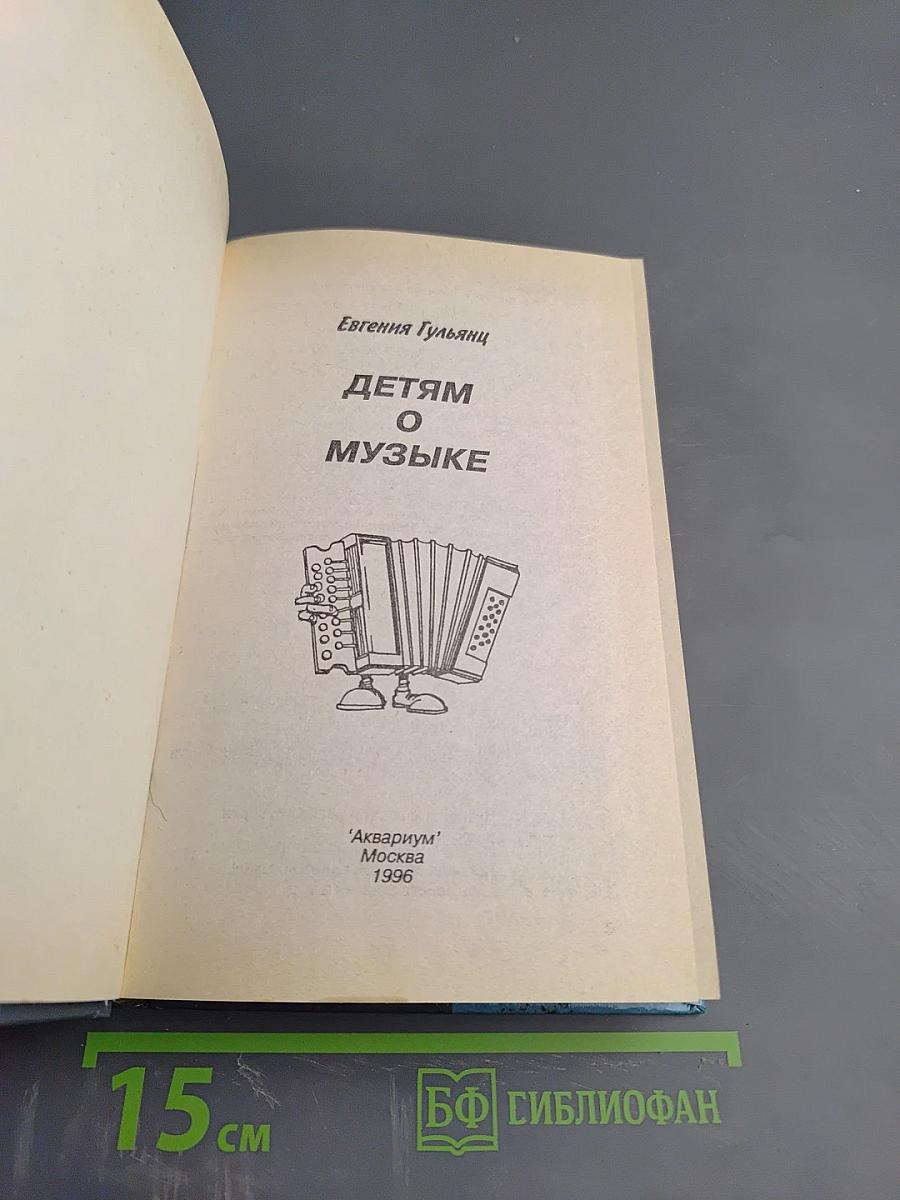 Евгения Гульянц
ДЕТЯМ
О
МУЗЫКЕ
'Аквариум'
Москва
1996
15 см
БФ БИБЛИОФАН